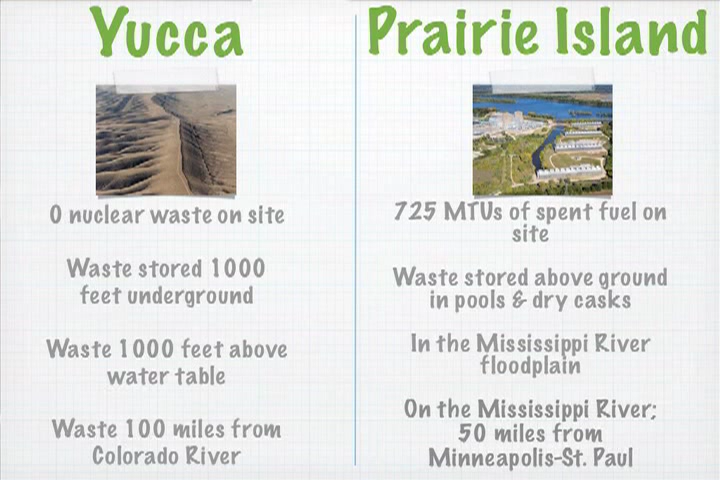 Yucca
0 nuclear waste on site
Waste stored 1000
feet underground
Waste 1000 feet above
water table
Waste 100 miles from
Colorado River
Prairie Island
725 MTUs of spent fuel on
site
Waste stored above ground
in pools & dry casks
In the Mississippi River
floodplain
On the Mississippi River;
50 miles from
Minneapolis-St. Paul